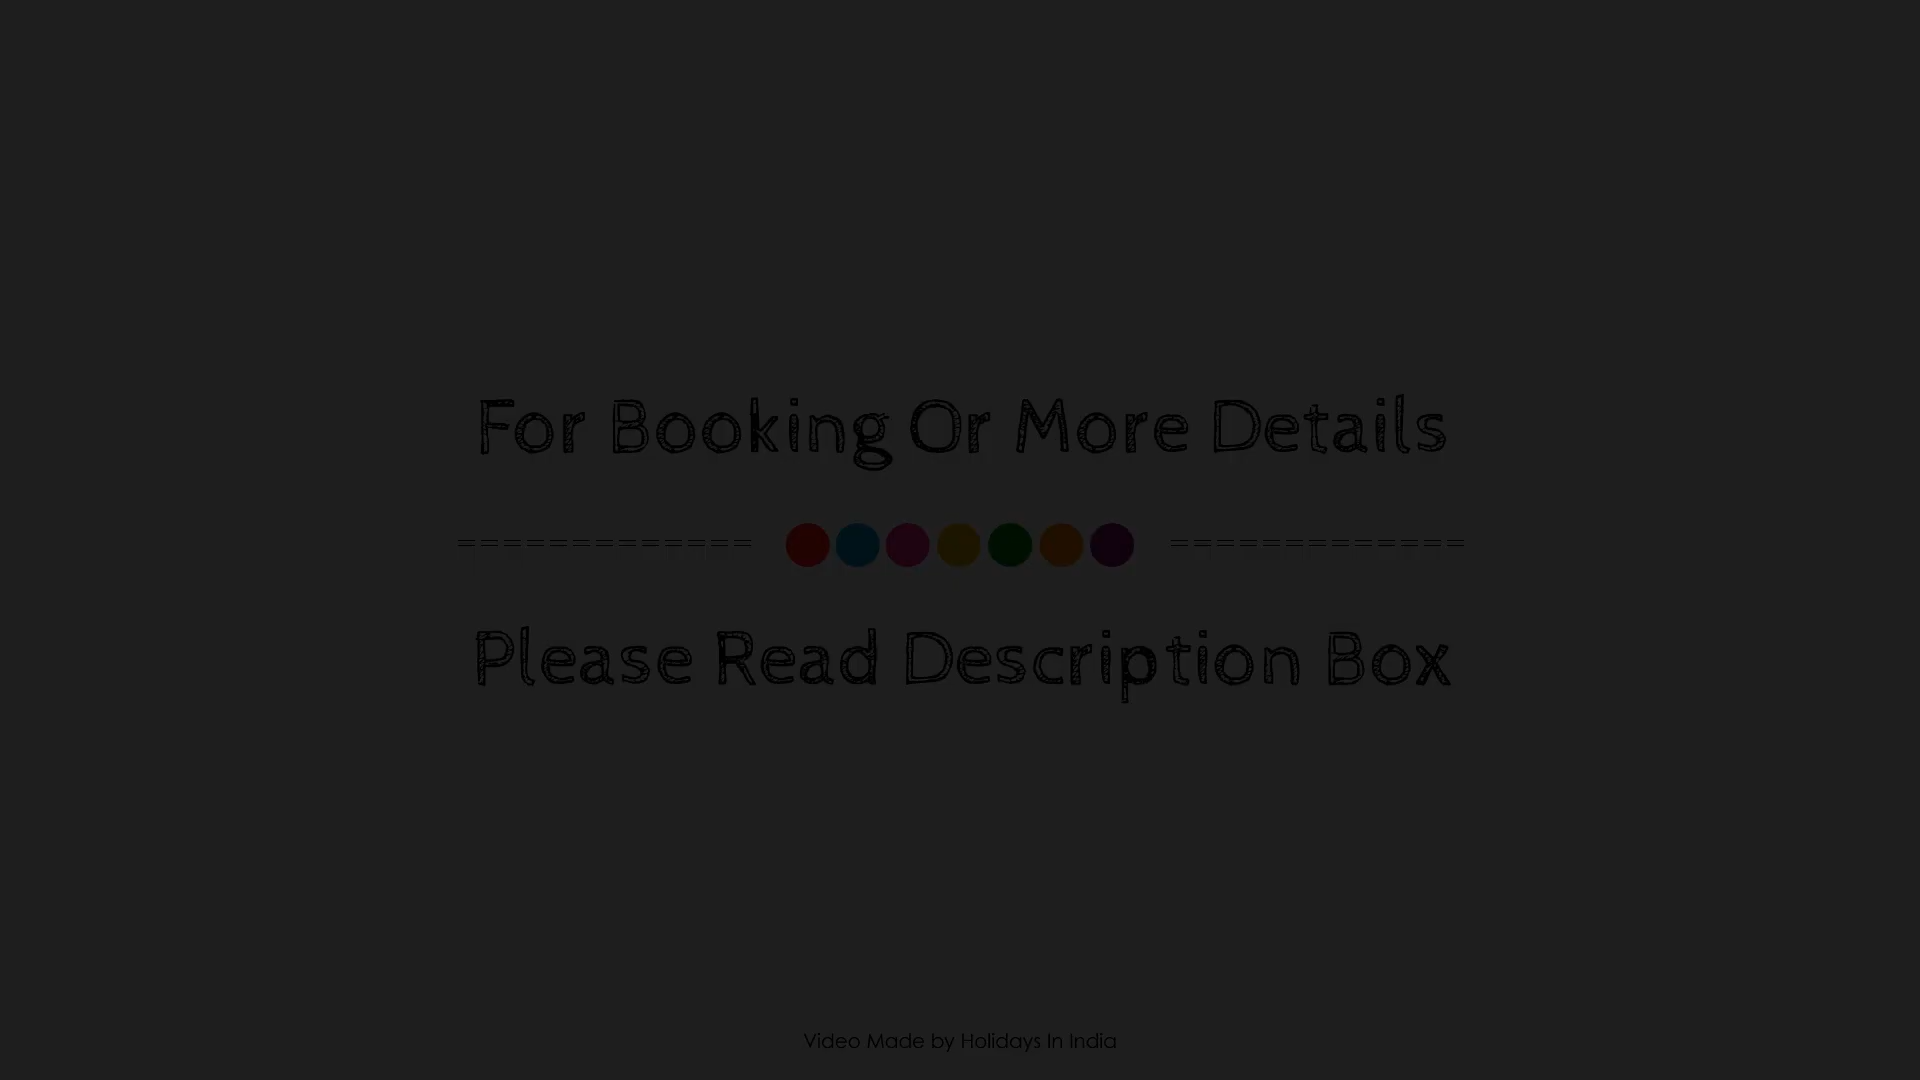 For Booking Or More Details
============= =============
Please Read Description Box
Video Made by Holidays In India